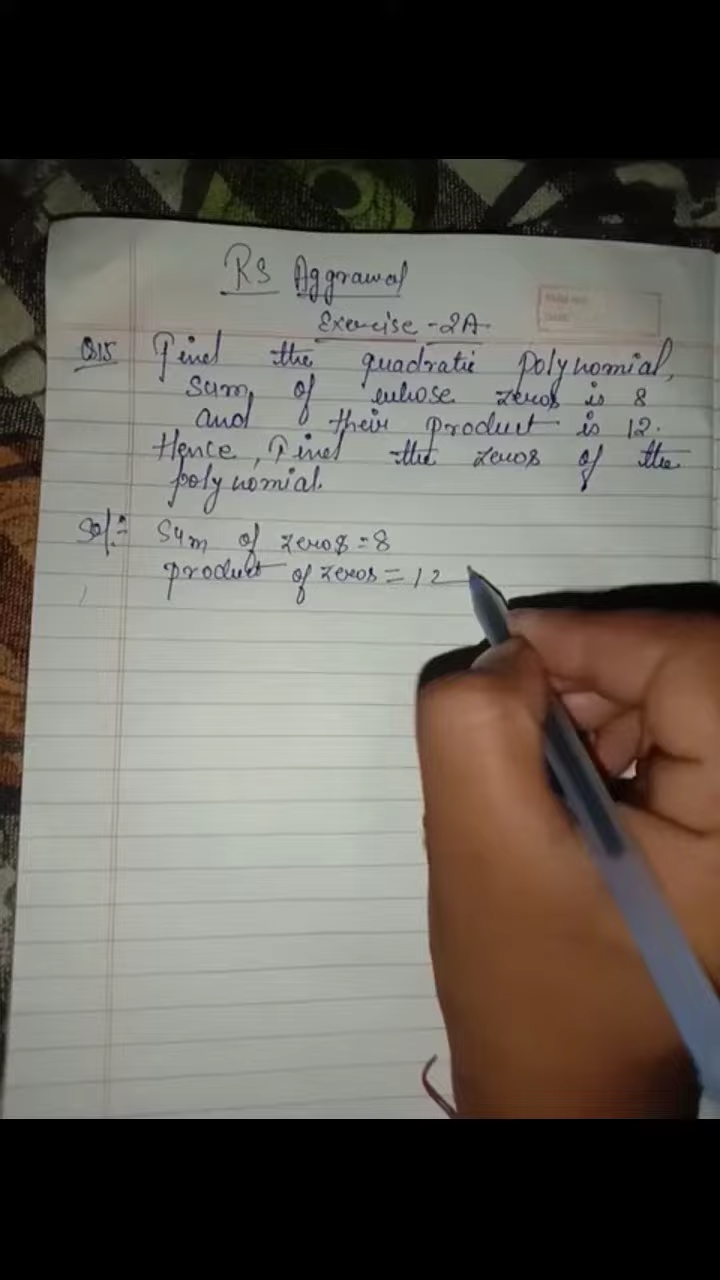 RS Aggrawal
Exercise -2A
Q15 Find the quadratic polynomial,
sum of whose zeros is 8
and their product is 12.
Hence, Find the zeros of the
polynomial.
Sol:- Sum of zeros = 8
product of zeros = 12